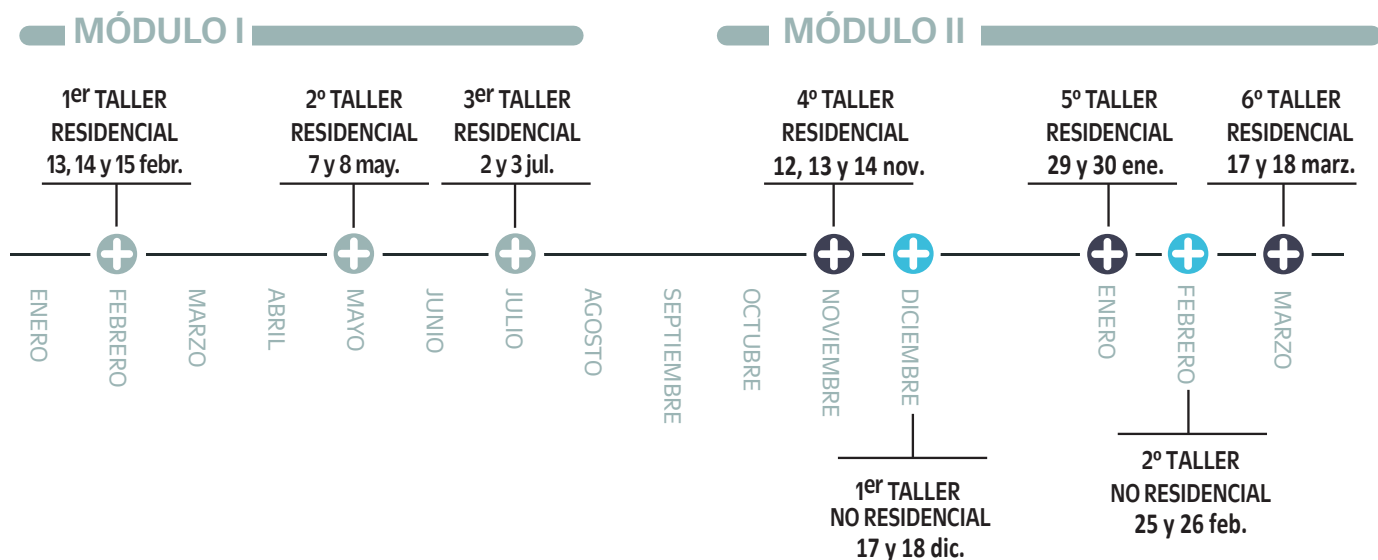 MÓDULO I
MÓDULO II
1er TALLER
RESIDENCIAL
13, 14 y 15 febr.
2º TALLER
RESIDENCIAL
7 y 8 may.
3er TALLER
RESIDENCIAL
2 y 3 jul.
4º TALLER
RESIDENCIAL
12, 13 y 14 nov.
5º TALLER
RESIDENCIAL
29 y 30 ene.
6º TALLER
RESIDENCIAL
17 y 18 marz.
ENERO
FEBRERO
MARZO
ABRIL
MAYO
JUNIO
JULIO
AGOSTO
SEPTIEMBRE
OCTUBRE
NOVIEMBRE
DICIEMBRE
ENERO
FEBRERO
MARZO
1er TALLER
NO RESIDENCIAL
17 y 18 dic.
2º TALLER
NO RESIDENCIAL
25 y 26 feb.